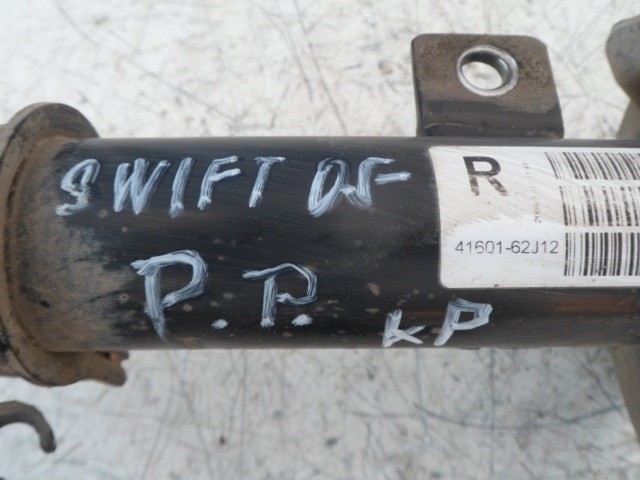 SWIFT 05-
P.P.
KP
R
41601-62J12